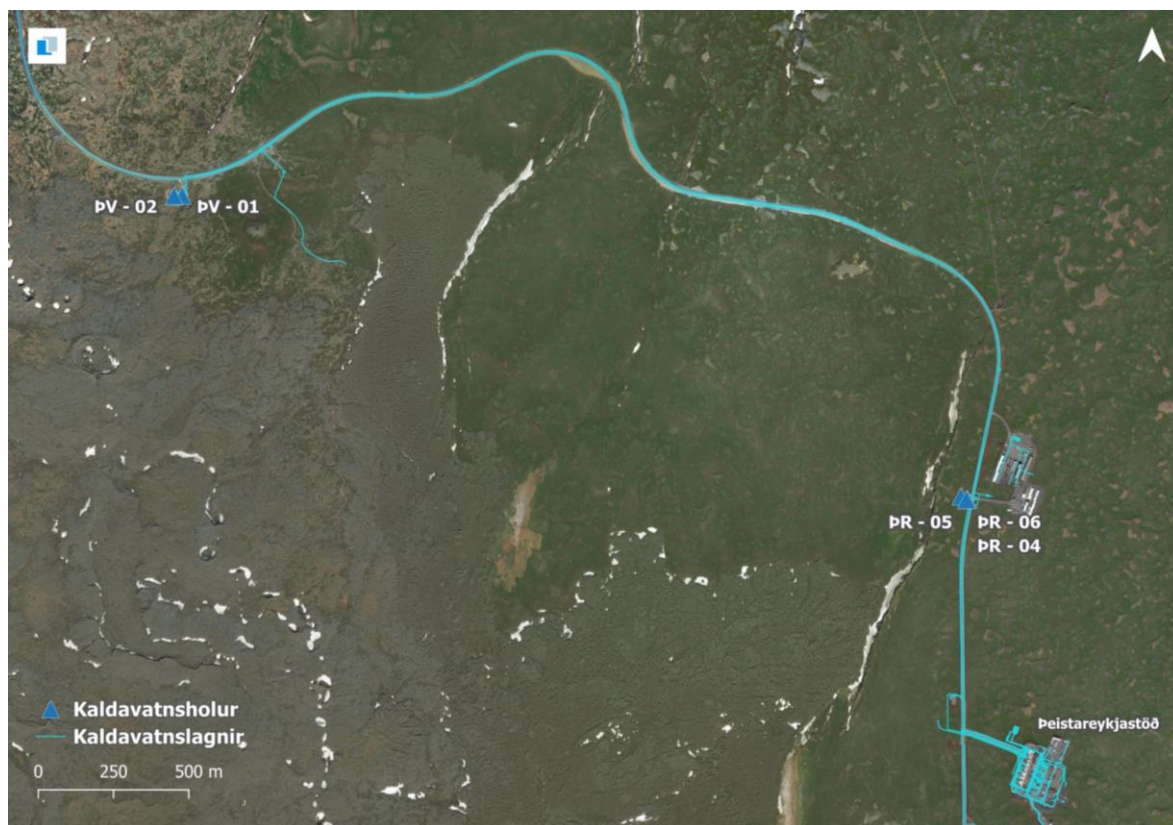 ÞV - 02 ÞV - 01
ÞR - 05 ÞR - 06
ÞR - 04
Þeistareykjastöð
Kaldavatnsholur
Kaldavatnslagnir
0 250 500 m